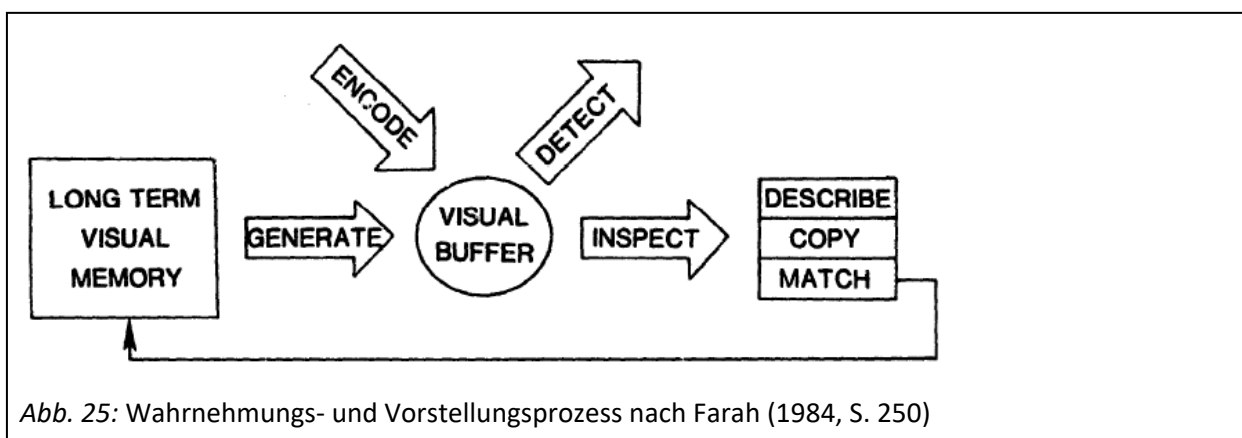 ENCODE
DETECT
LONG TERM
VISUAL
MEMORY
GENERATE
VISUAL
BUFFER
INSPECT
DESCRIBE
COPY
MATCH
Abb. 25: Wahrnehmungs- und Vorstellungsprozess nach Farah (1984, S. 250)